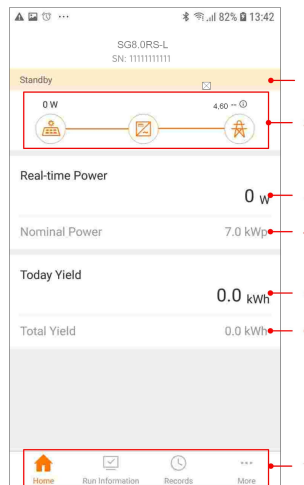 82% 13:42
SG8.0RS-L
SN: 11111111111
Standby
0 W 4,60 --
Real-time Power
0 W
Nominal Power 7.0 kWp
Today Yield
0.0 kWh
Total Yield 0.0 kWh
Home Run Information Records More